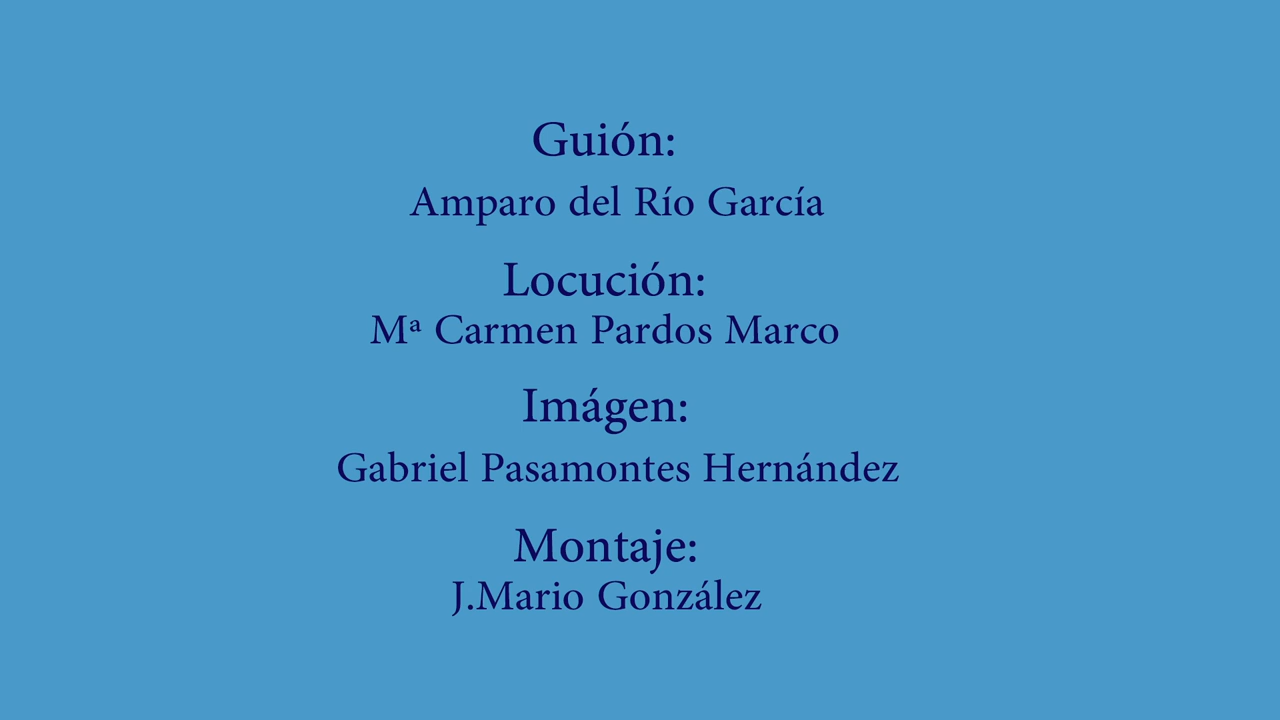 Guión:
Amparo del Río García
Locución:
Mª Carmen Pardos Marco
Imágen:
Gabriel Pasamontes Hernández
Montaje:
J.Mario González